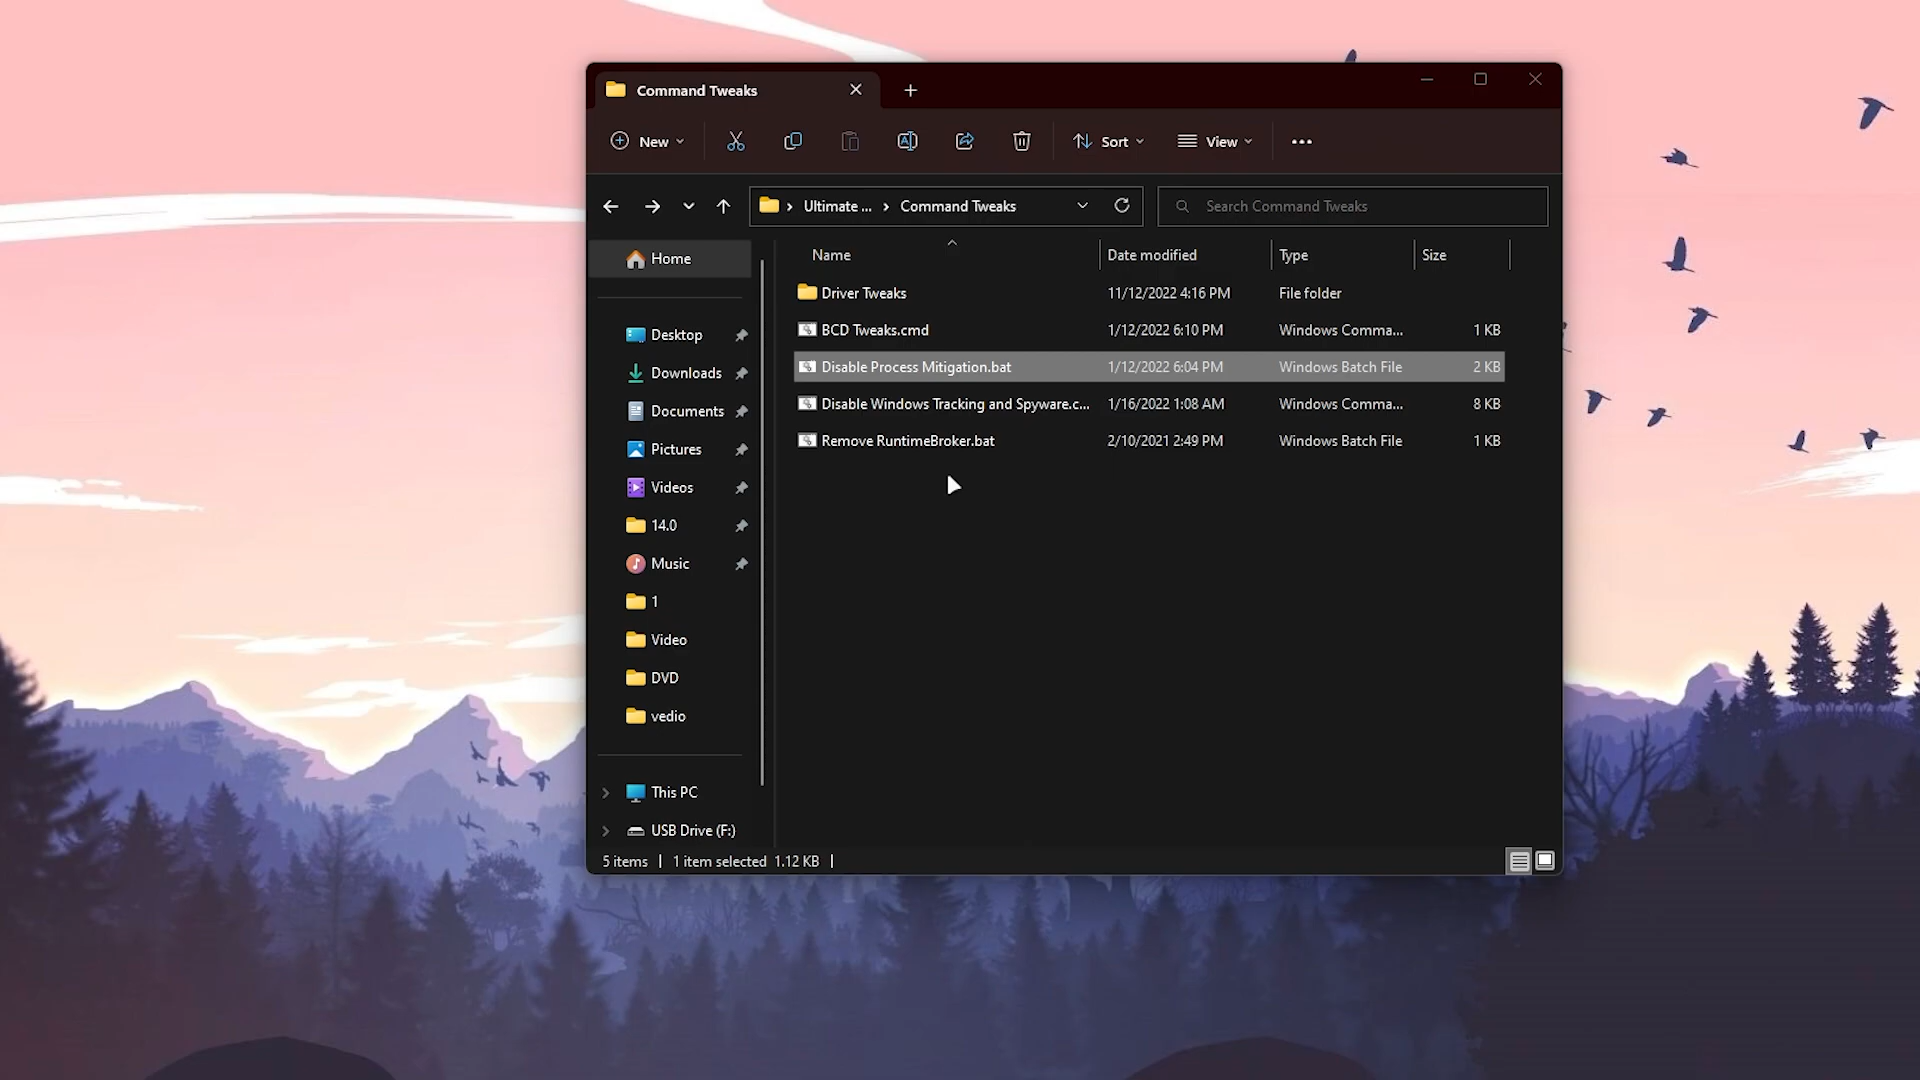 Command Tweaks
New
Sort
View
Ultimate ... Command Tweaks
Search Command Tweaks
Home
Desktop
Downloads
Documents
Pictures
Videos
14.0
Music
1
Video
DVD
vedio
This PC
USB Drive (F:)
Name Date modified Type Size
Driver Tweaks 11/12/2022 4:16 PM File folder
BCD Tweaks.cmd 1/12/2022 6:10 PM Windows Comma... 1 KB
Disable Process Mitigation.bat 1/12/2022 6:04 PM Windows Batch File 2 KB
Disable Windows Tracking and Spyware.c... 1/16/2022 1:08 AM Windows Comma... 8 KB
Remove RuntimeBroker.bat 2/10/2021 2:49 PM Windows Batch File 1 KB
5 items 1 item selected 1.12 KB